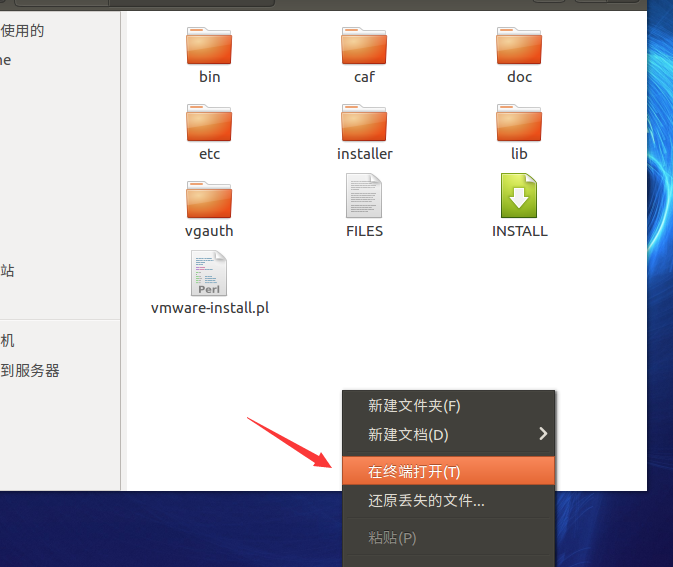 使用的
ne
站
机
到服务器
bin
caf
doc
etc
installer
lib
vgauth
FILES
INSTALL
Perl
vmware-install.pl
新建文件夹(F)
新建文档(D)
在终端打开(T)
还原丢失的文件...
粘贴(P)